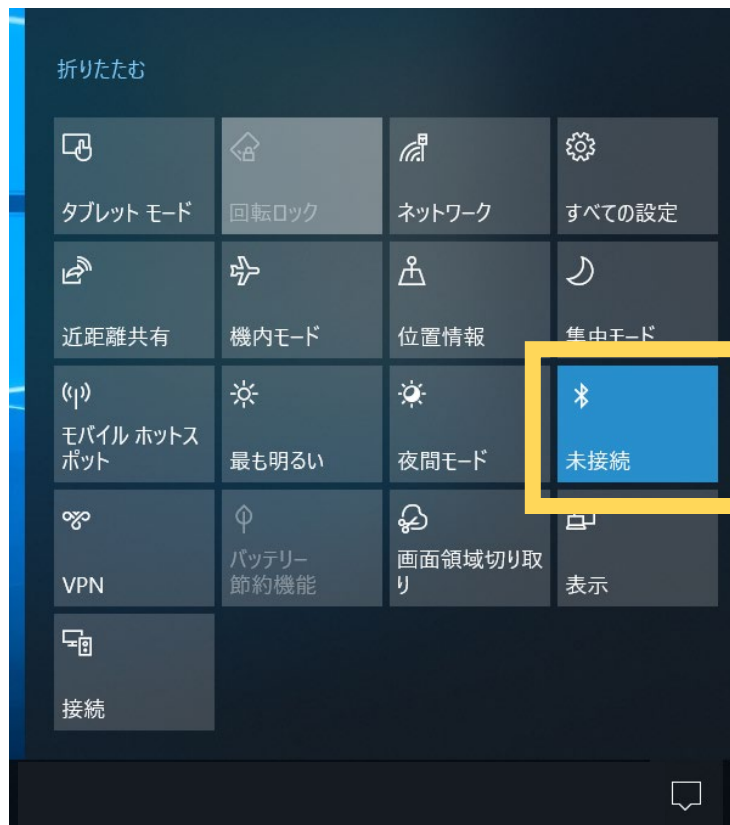 折りたたむ
タブレット モード
回転ロック
ネットワーク
すべての設定
近距離共有
機内モード
位置情報
集中モード
モバイル ホットス
ポット
最も明るい
夜間モード
未接続
VPN
バッテリー
節約機能
画面領域切り取
り
表示
接続